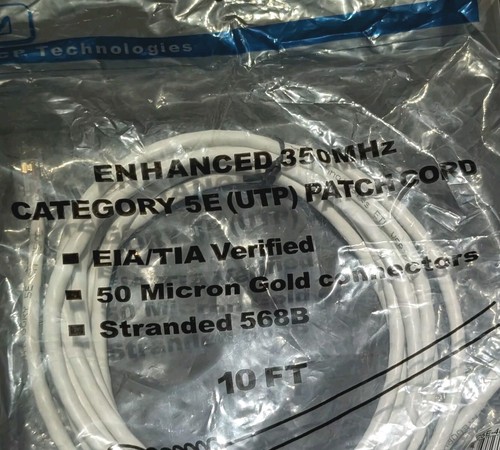 Technologies
ENHANCED 350MHz
CATEGORY 5E (UTP) PATCH CORD
EIA/TIA Verified
50 Micron Gold connectors
Stranded 568B
10 FT